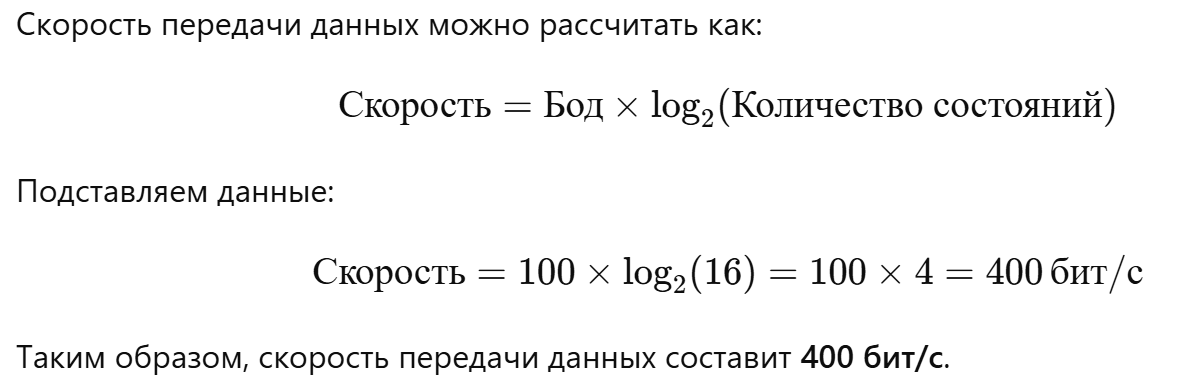 Скорость передачи данных можно рассчитать как:
Скорость = Бод × log₂(Количество состояний)
Подставляем данные:
Скорость = 100 × log₂(16) = 100 × 4 = 400 бит/с
Таким образом, скорость передачи данных составит 400 бит/с.